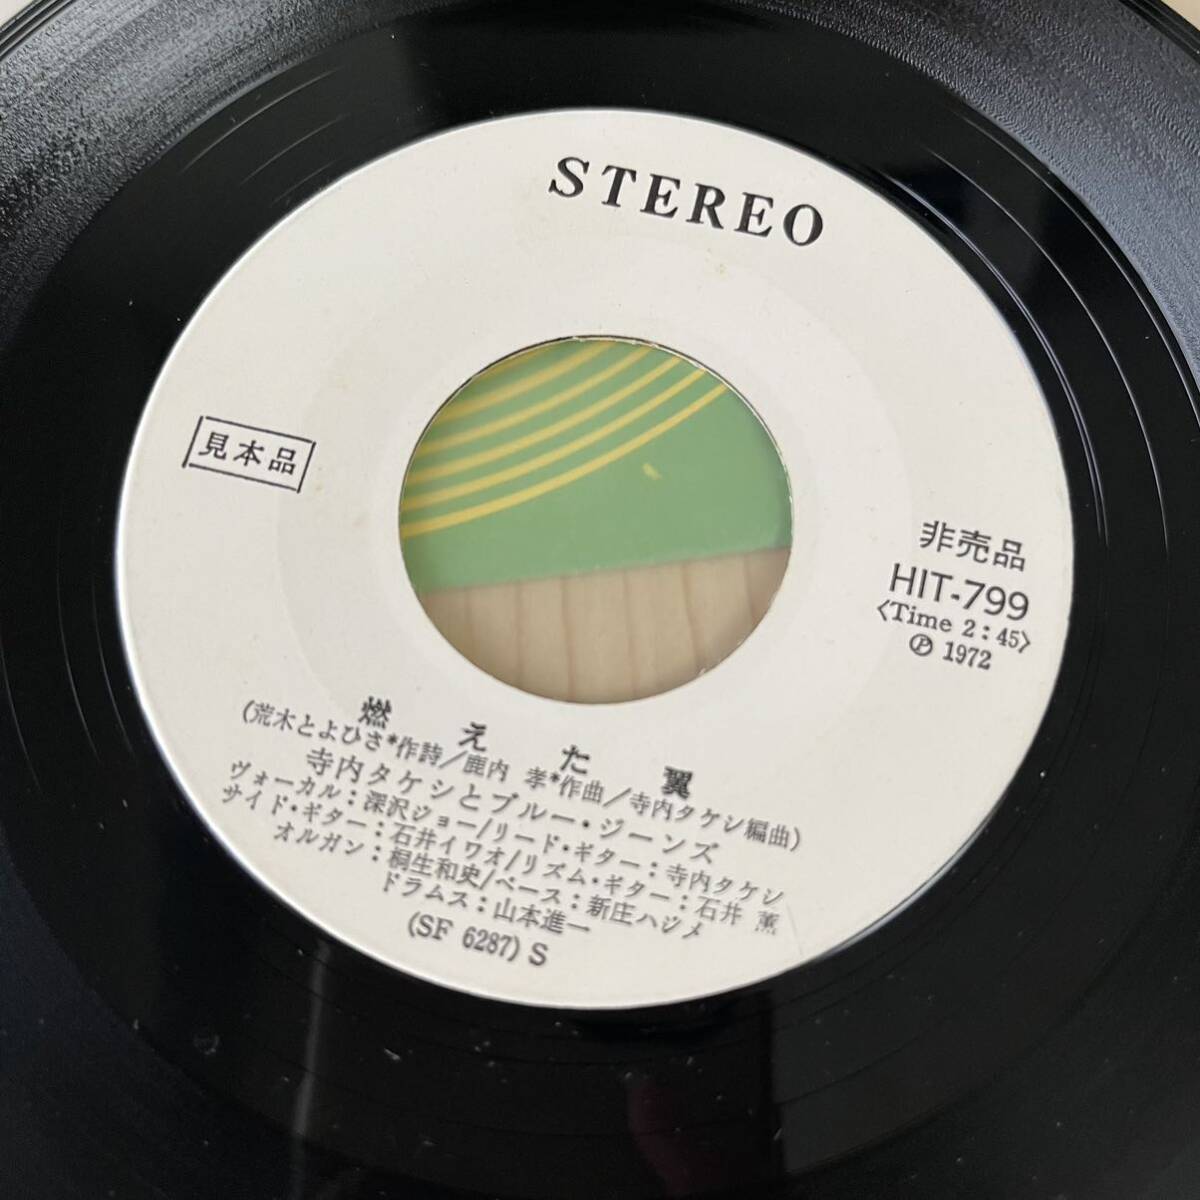 STEREO
見本品
非売品
HIT-799
〈Time 2:45〉
Ⓟ 1972
燃えた翼
(荒木とよひさ*作詩/鹿内 孝*作曲/寺内タケシ編曲)
寺内タケシとブルー・ジーンズ
ヴォーカル:深沢ジョー/リード・ギター:寺内タケシ
サイド・ギター:石井イワオ/リズム・ギター:石井 薫
オルガン:桐生和史/ベース:新庄ハジメ
ドラムス:山本進一
(SF 6287) S